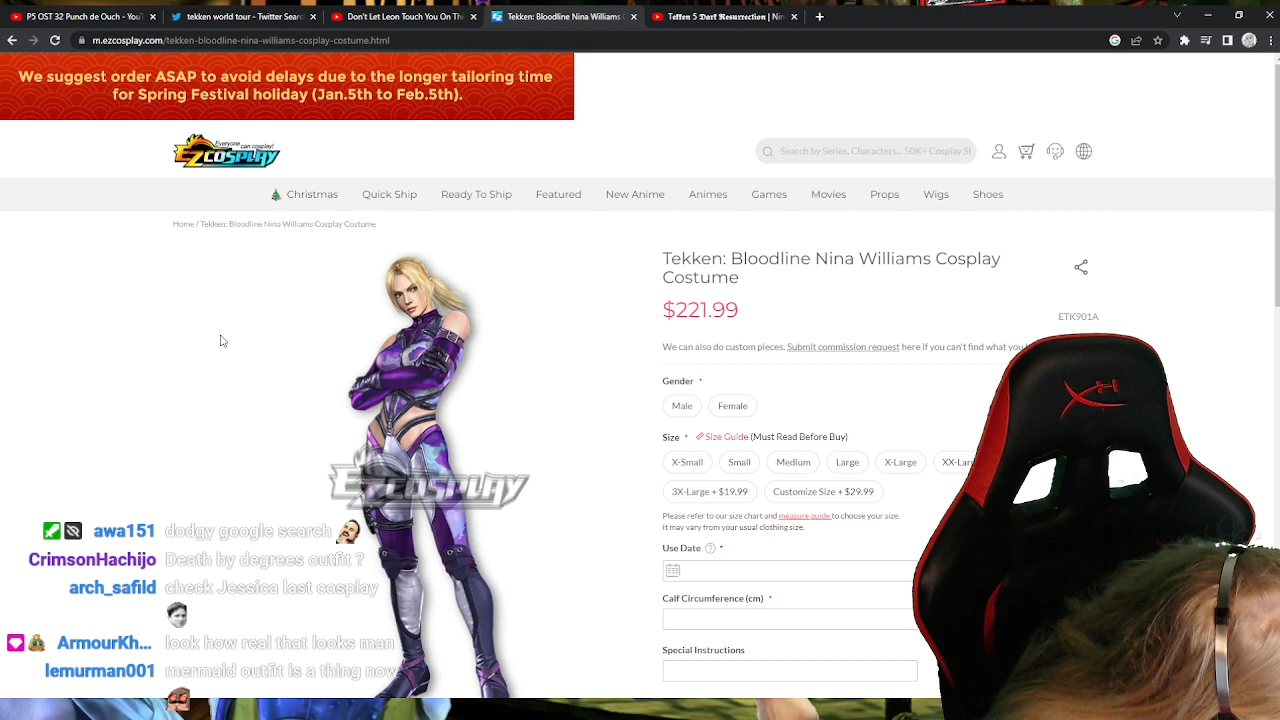 P5 OST 32 Punch de Ouch - YouT
tekken world tour - Twitter Searc
Don't Let Leon Touch You On Th
Tekken: Bloodline Nina Williams C
Tekken 5 Dark Resurrection | Nin
m.ezcosplay.com/tekken-bloodline-nina-williams-cosplay-costume.html
We suggest order ASAP to avoid delays due to the longer tailoring time
for Spring Festival holiday (Jan.5th to Feb.5th).
Everyone can cosplay!
EZCOSPLAY
Search by Series, Characters... 50K+ Cosplay Sl
Christmas Quick Ship Ready To Ship Featured New Anime Animes Games Movies Props Wigs Shoes
Home / Tekken: Bloodline Nina Williams Cosplay Costume
Tekken: Bloodline Nina Williams Cosplay
Costume
$221.99
ETK901A
We can also do custom pieces. Submit commission request here if you can't find what you
Gender *
Male Female
Size * Size Guide (Must Read Before Buy)
X-Small Small Medium Large X-Large XX-Lar
3X-Large + $19.99 Customize Size + $29.99
Please refer to our size chart and measure guide to choose your size.
It may vary from your usual clothing size.
Use Date ? *
Calf Circumference (cm) *
Special Instructions
EZCOSPLAY
awa151 dodgy google search
CrimsonHachijo Death by degrees outfit ?
arch_safild check Jessica last cosplay
ArmourKh... look how real that looks man
lemurman001 mermaid outfit is a thing now